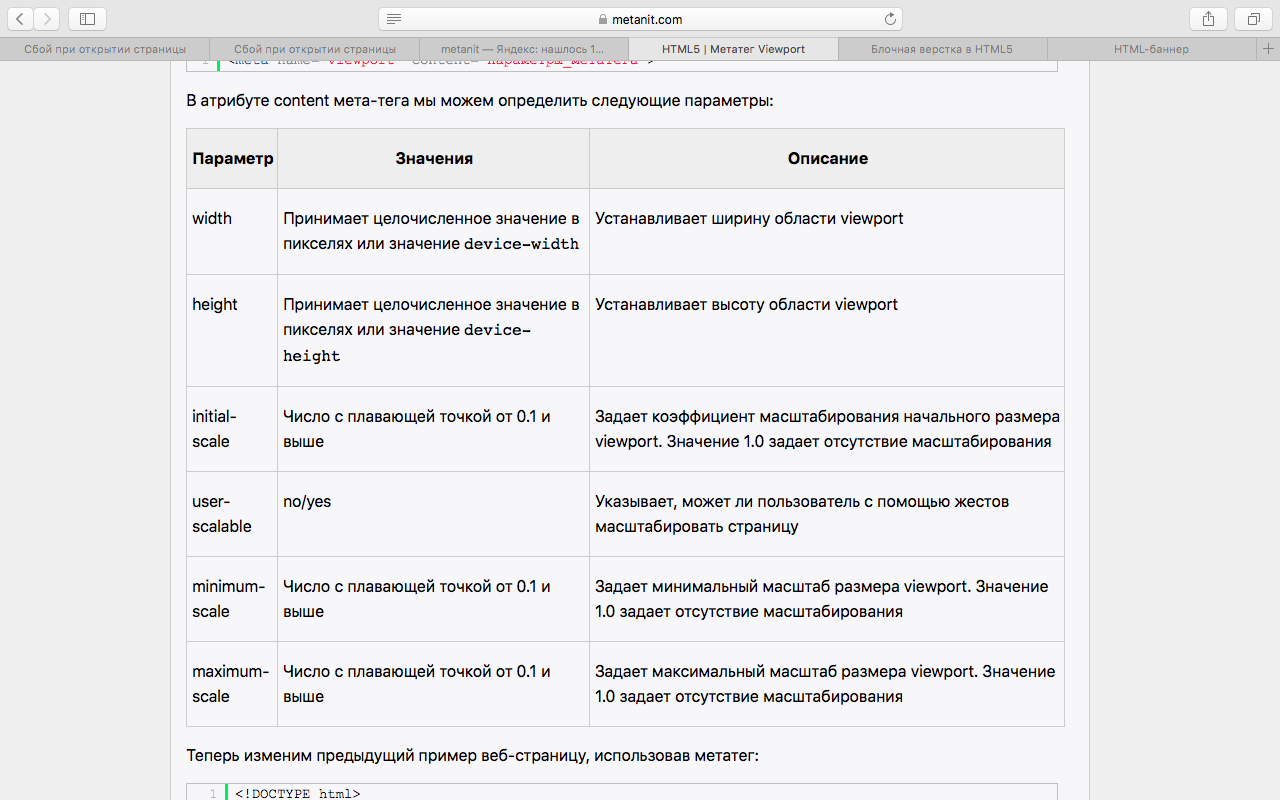 metanit.com
Сбой при открытии страницы
Сбой при открытии страницы
metanit — Яндекс: нашлось 1...
HTML5 | Метатег Viewport
Блочная верстка в HTML5
HTML-баннер
1 <meta name="viewport" content="параметры_метатега">
В атрибуте content мета-тега мы можем определить следующие параметры:
Параметр
Значения
Описание
width
Принимает целочисленное значение в
пикселях или значение device-width
Устанавливает ширину области viewport
height
Принимает целочисленное значение в
пикселях или значение device-
height
Устанавливает высоту области viewport
initial-
scale
Число с плавающей точкой от 0.1 и
выше
Задает коэффициент масштабирования начального размера
viewport. Значение 1.0 задает отсутствие масштабирования
user-
scalable
no/yes
Указывает, может ли пользователь с помощью жестов
масштабировать страницу
minimum-
scale
Число с плавающей точкой от 0.1 и
выше
Задает минимальный масштаб размера viewport. Значение
1.0 задает отсутствие масштабирования
maximum-
scale
Число с плавающей точкой от 0.1 и
выше
Задает максимальный масштаб размера viewport. Значение
1.0 задает отсутствие масштабирования
Теперь изменим предыдущий пример веб-страницу, использовав метатег:
1 <!DOCTYPE html>